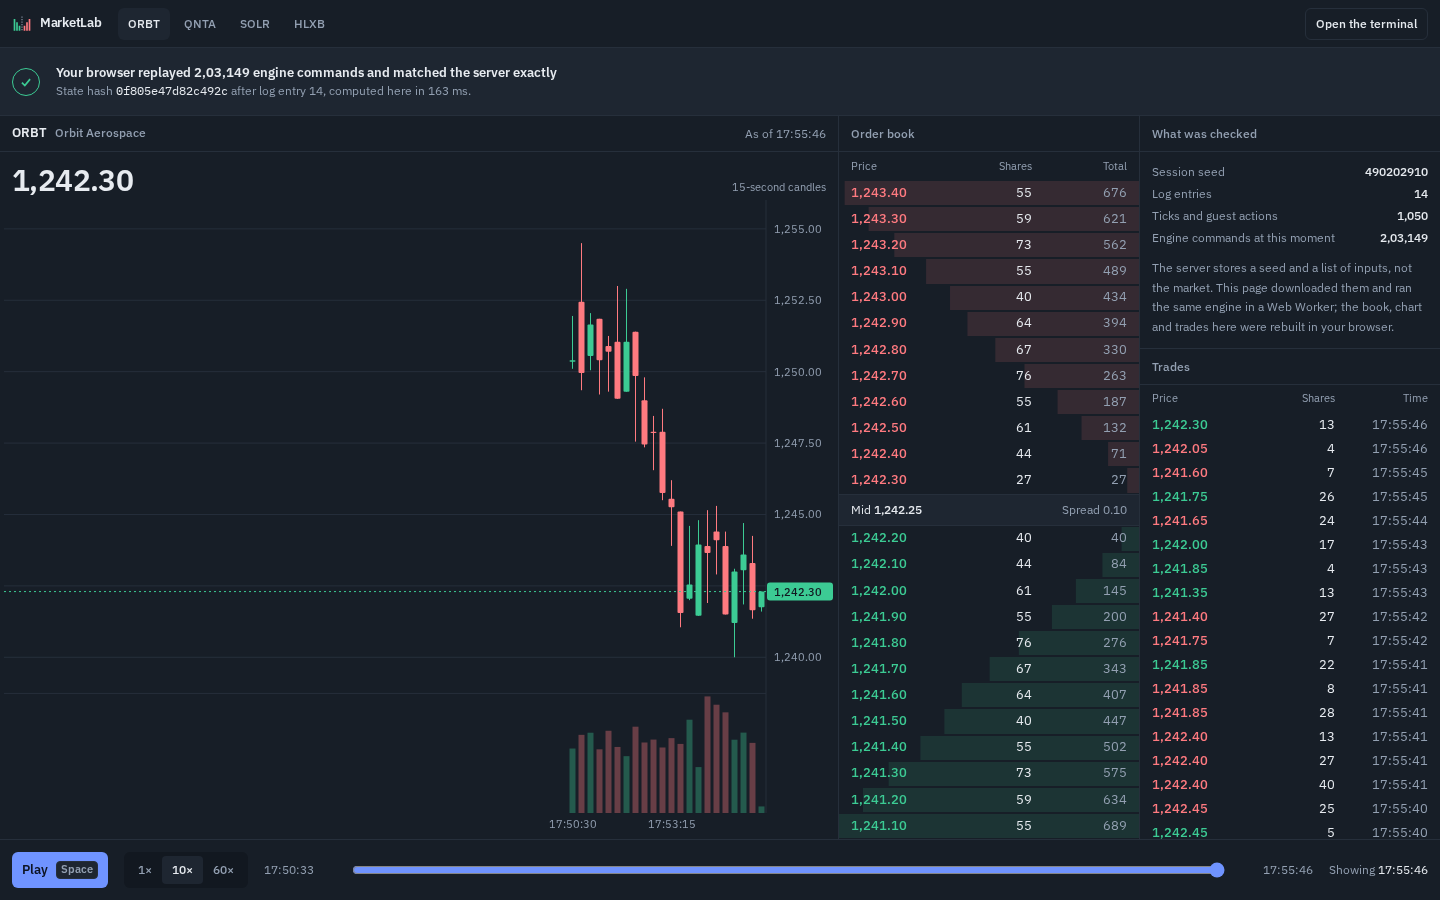 MarketLab ORBT QNTA SOLR HLXB Open the terminal
Your browser replayed 2,03,149 engine commands and matched the server exactly
State hash 0f805e47d82c492c after log entry 14, computed here in 163 ms.
ORBT Orbit Aerospace As of 17:55:46
1,242.30
15-second candles
1,255.00
1,252.50
1,250.00
1,247.50
1,245.00
1,242.30
1,240.00
17:50:30 17:53:15
Order book
Price Shares Total
1,243.40 55 676
1,243.30 59 621
1,243.20 73 562
1,243.10 55 489
1,243.00 40 434
1,242.90 64 394
1,242.80 67 330
1,242.70 76 263
1,242.60 55 187
1,242.50 61 132
1,242.40 44 71
1,242.30 27 27
Mid 1,242.25 Spread 0.10
1,242.20 40 40
1,242.10 44 84
1,242.00 61 145
1,241.90 55 200
1,241.80 76 276
1,241.70 67 343
1,241.60 64 407
1,241.50 40 447
1,241.40 55 502
1,241.30 73 575
1,241.20 59 634
1,241.10 55 689
What was checked
Session seed 490202910
Log entries 14
Ticks and guest actions 1,050
Engine commands at this moment 2,03,149
The server stores a seed and a list of inputs, not
the market. This page downloaded them and ran
the same engine in a Web Worker; the book, chart
and trades here were rebuilt in your browser.
Trades
Price Shares Time
1,242.30 13 17:55:46
1,242.05 4 17:55:46
1,241.60 7 17:55:45
1,241.75 26 17:55:45
1,241.65 24 17:55:44
1,242.00 17 17:55:43
1,241.85 4 17:55:43
1,241.35 13 17:55:43
1,241.40 27 17:55:42
1,241.75 7 17:55:42
1,241.85 22 17:55:41
1,241.85 8 17:55:41
1,241.85 28 17:55:41
1,242.40 13 17:55:41
1,242.40 27 17:55:41
1,242.40 40 17:55:41
1,242.45 25 17:55:40
1,242.45 5 17:55:40
Play Space 1× 10× 60× 17:50:33 17:55:46 Showing 17:55:46